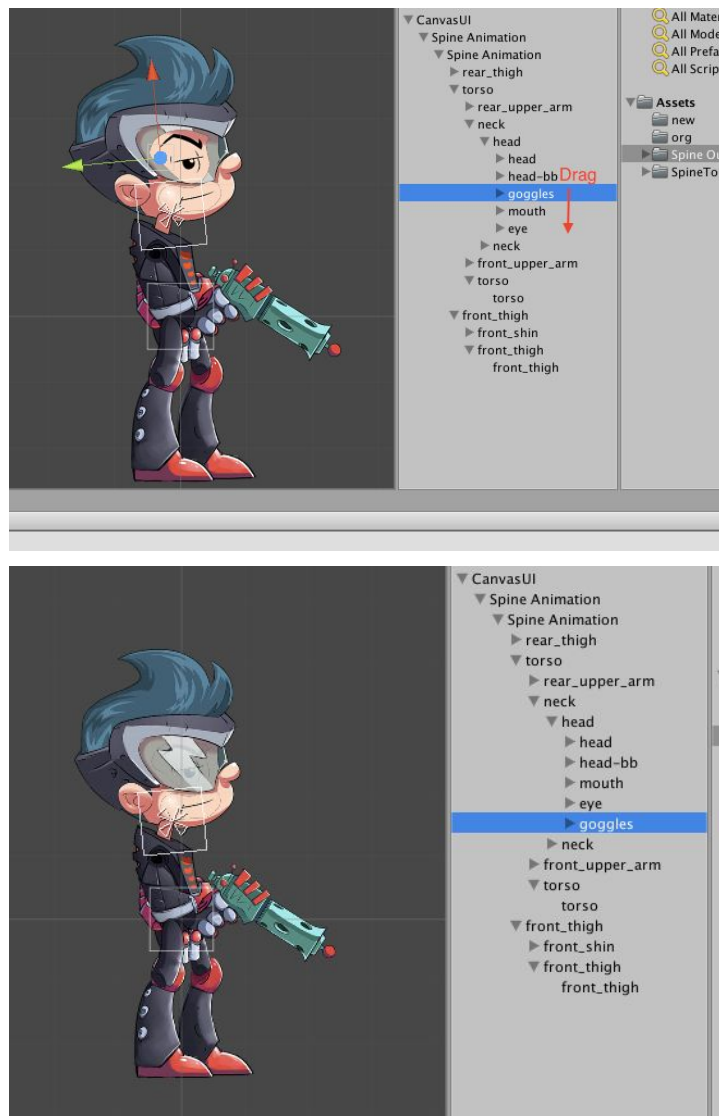 CanvasUI
Spine Animation
Spine Animation
rear_thigh
torso
rear_upper_arm
neck
head
head
head-bb
Drag
goggles
mouth
eye
neck
front_upper_arm
torso
torso
front_thigh
front_shin
front_thigh
front_thigh
All Mater
All Mode
All Prefa
All Scrip
Assets
new
org
Spine Ou
SpineTo
CanvasUI
Spine Animation
Spine Animation
rear_thigh
torso
rear_upper_arm
neck
head
head
head-bb
mouth
eye
goggles
neck
front_upper_arm
torso
torso
front_thigh
front_shin
front_thigh
front_thigh